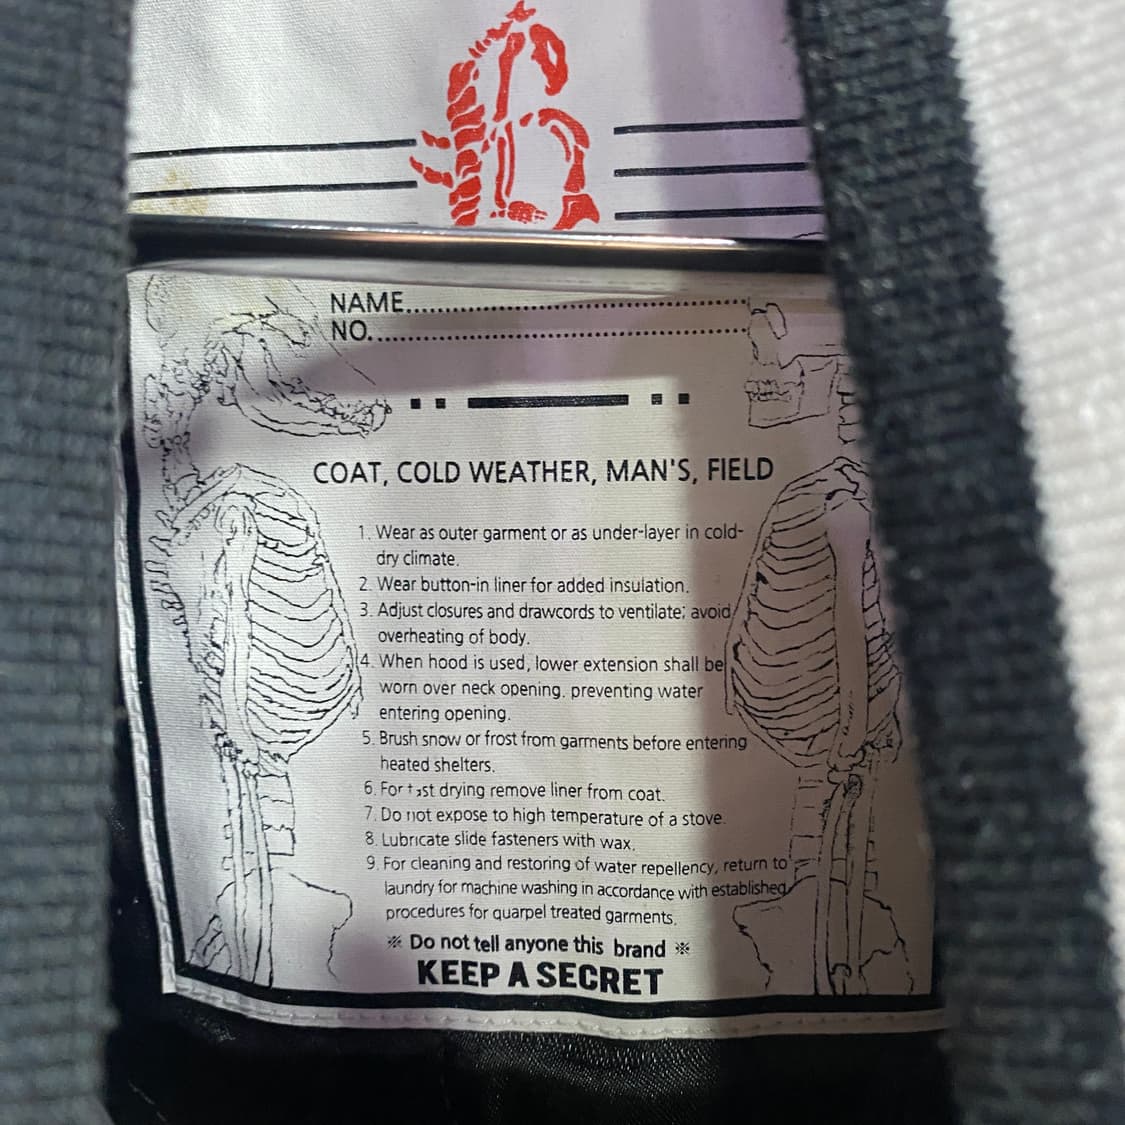 NAME........................................
NO.............................................
COAT, COLD WEATHER, MAN'S, FIELD
1. Wear as outer garment or as under-layer in cold-
dry climate.
2. Wear button-in liner for added insulation.
3. Adjust closures and drawcords to ventilate; avoid
overheating of body.
4. When hood is used, lower extension shall be
worn over neck opening. preventing water
entering opening.
5. Brush snow or frost from garments before entering
heated shelters.
6. For fast drying remove liner from coat.
7. Do not expose to high temperature of a stove.
8. Lubricate slide fasteners with wax.
9. For cleaning and restoring of water repellency, return to
laundry for machine washing in accordance with established
procedures for quarpel treated garments.
※ Do not tell anyone this brand ※
KEEP A SECRET